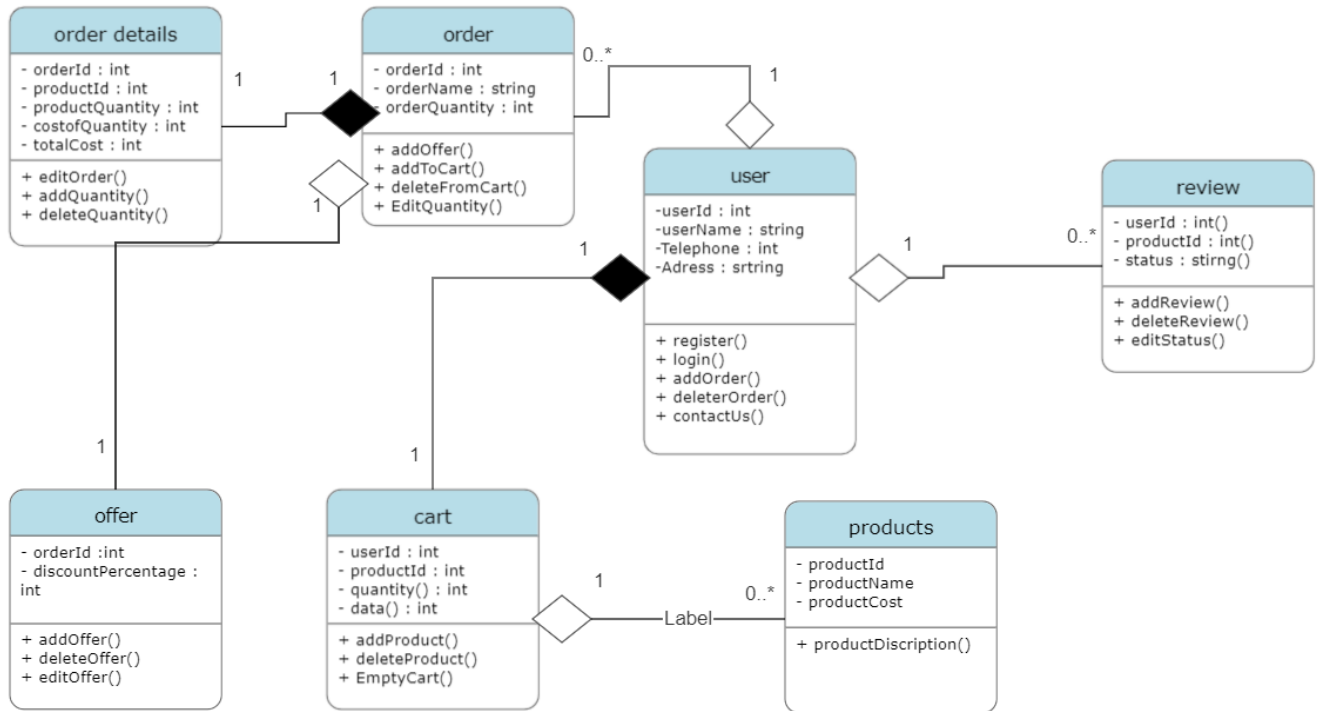 order details
- orderId : int
- productId : int
- productQuantity : int
- costofQuantity : int
- totalCost : int
+ editOrder()
+ addQuantity()
+ deleteQuantity()
1
1
order
- orderId : int
- orderName : string
- orderQuantity : int
+ addOffer()
+ addToCart()
+ deleteFromCart()
+ EditQuantity()
0..*
1
1
1
user
-userId : int
-userName : string
-Telephone : int
-Adress : srtring
+ register()
+ login()
+ addOrder()
+ deleterOrder()
+ contactUs()
1
0..*
review
- userId : int()
- productId : int()
- status : stirng()
+ addReview()
+ deleteReview()
+ editStatus()
1
1
offer
- orderId :int
- discountPercentage :
int
+ addOffer()
+ deleteOffer()
+ editOffer()
cart
- userId : int
- productId : int
- quantity() : int
- data() : int
+ addProduct()
+ deleteProduct()
+ EmptyCart()
1
Label
0..*
products
- productId
- productName
- productCost
+ productDiscription()